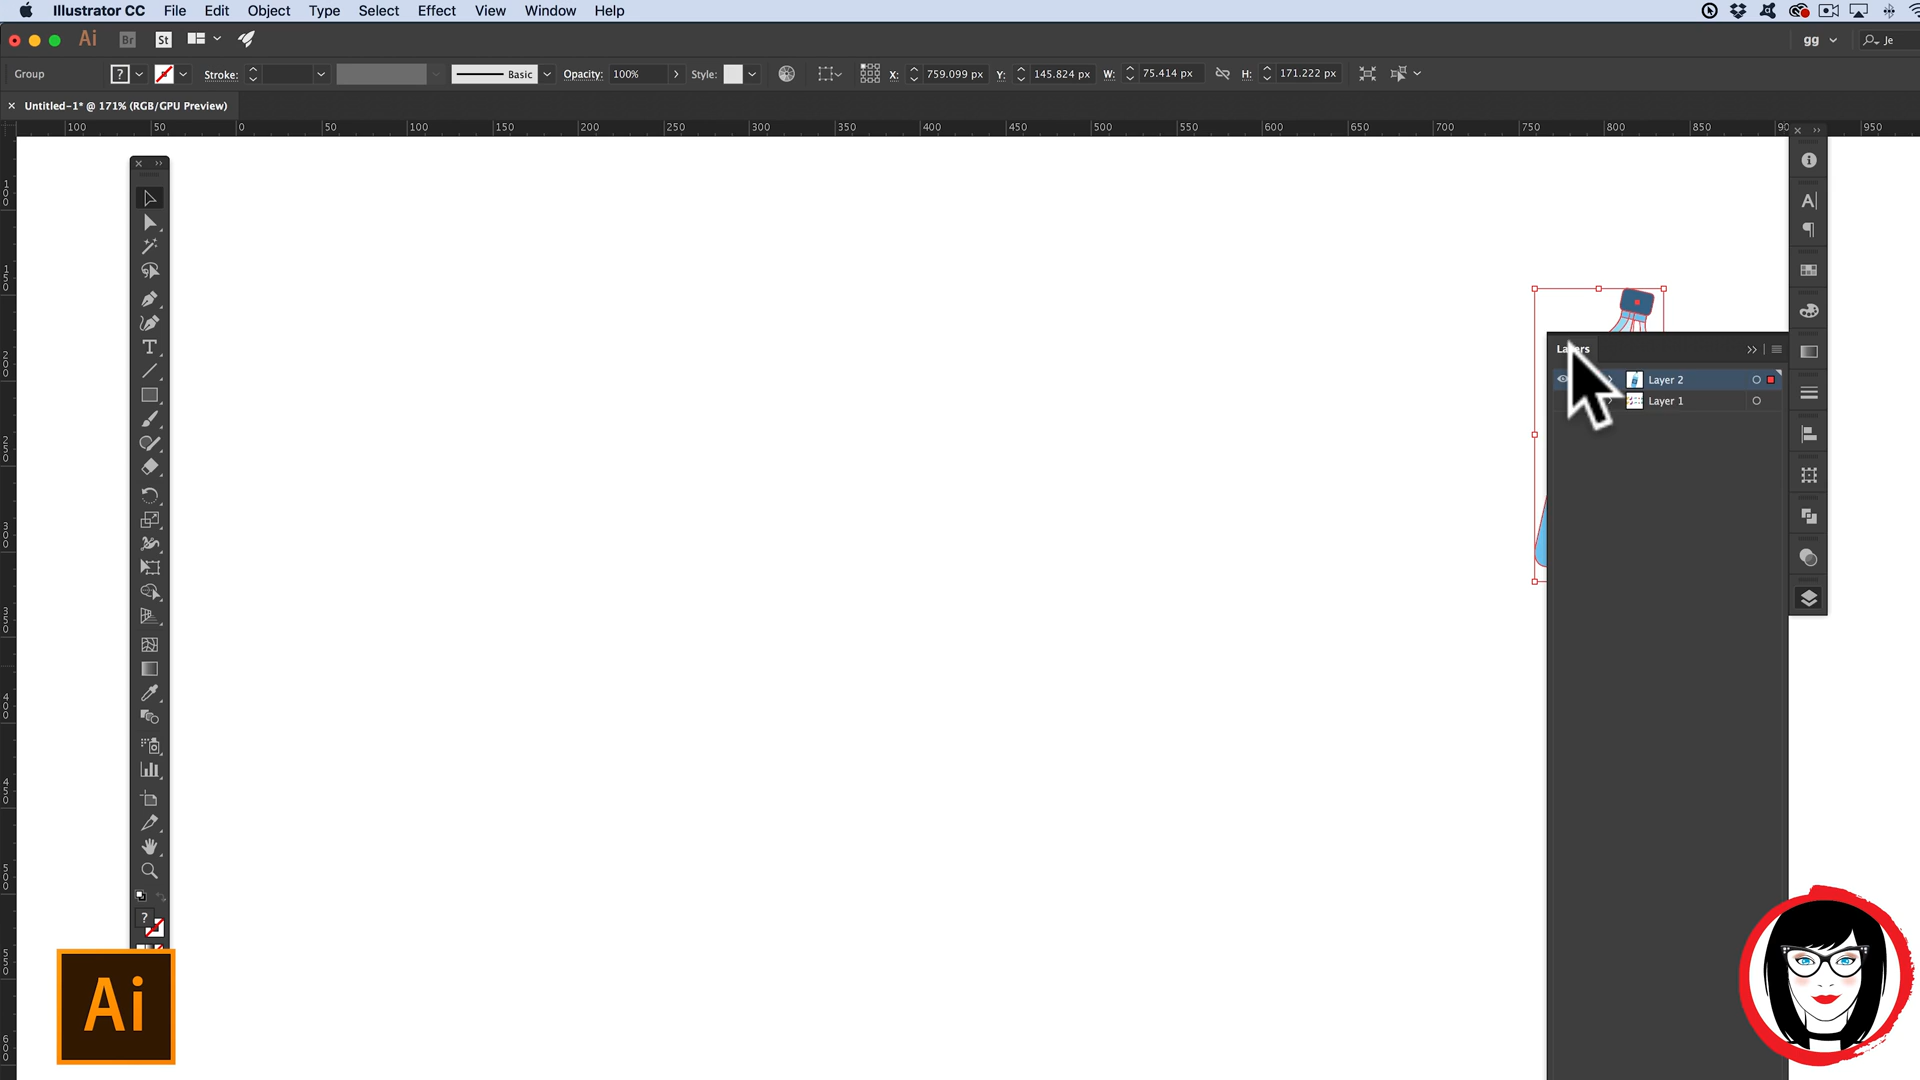 Illustrator CC File Edit Object Type Select Effect View Window Help
Ai Br St gg Je
Group ? Stroke: Basic Opacity: 100% Style: X: 759.099 px Y: 145.824 px W: 75.414 px H: 171.222 px
× Untitled-1* @ 171% (RGB/GPU Preview)
100 50 0 50 100 150 200 250 300 350 400 450 500 550 600 650 700 750 800 850 90 950
100
150
200
250
300
350
400
450
500
550
600
Layers
Layer 2
Layer 1
?
Ai